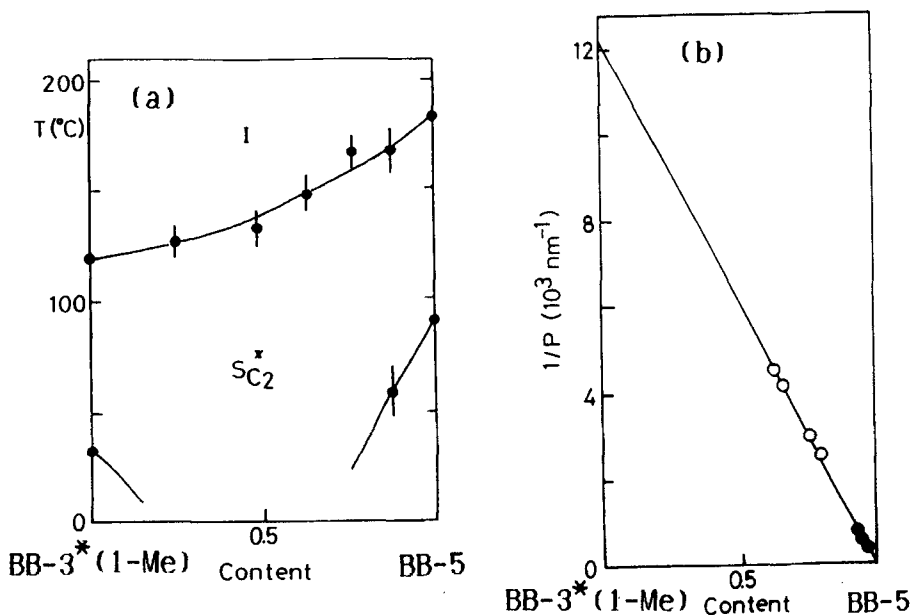 (a)
200
T(°C)
I
100
S*C2
0
0.5
BB-3*(1-Me) Content BB-5
(b)
12
8
1/P (10³ nm⁻¹)
4
0
0.5
BB-3*(1-Me) Content BB-5